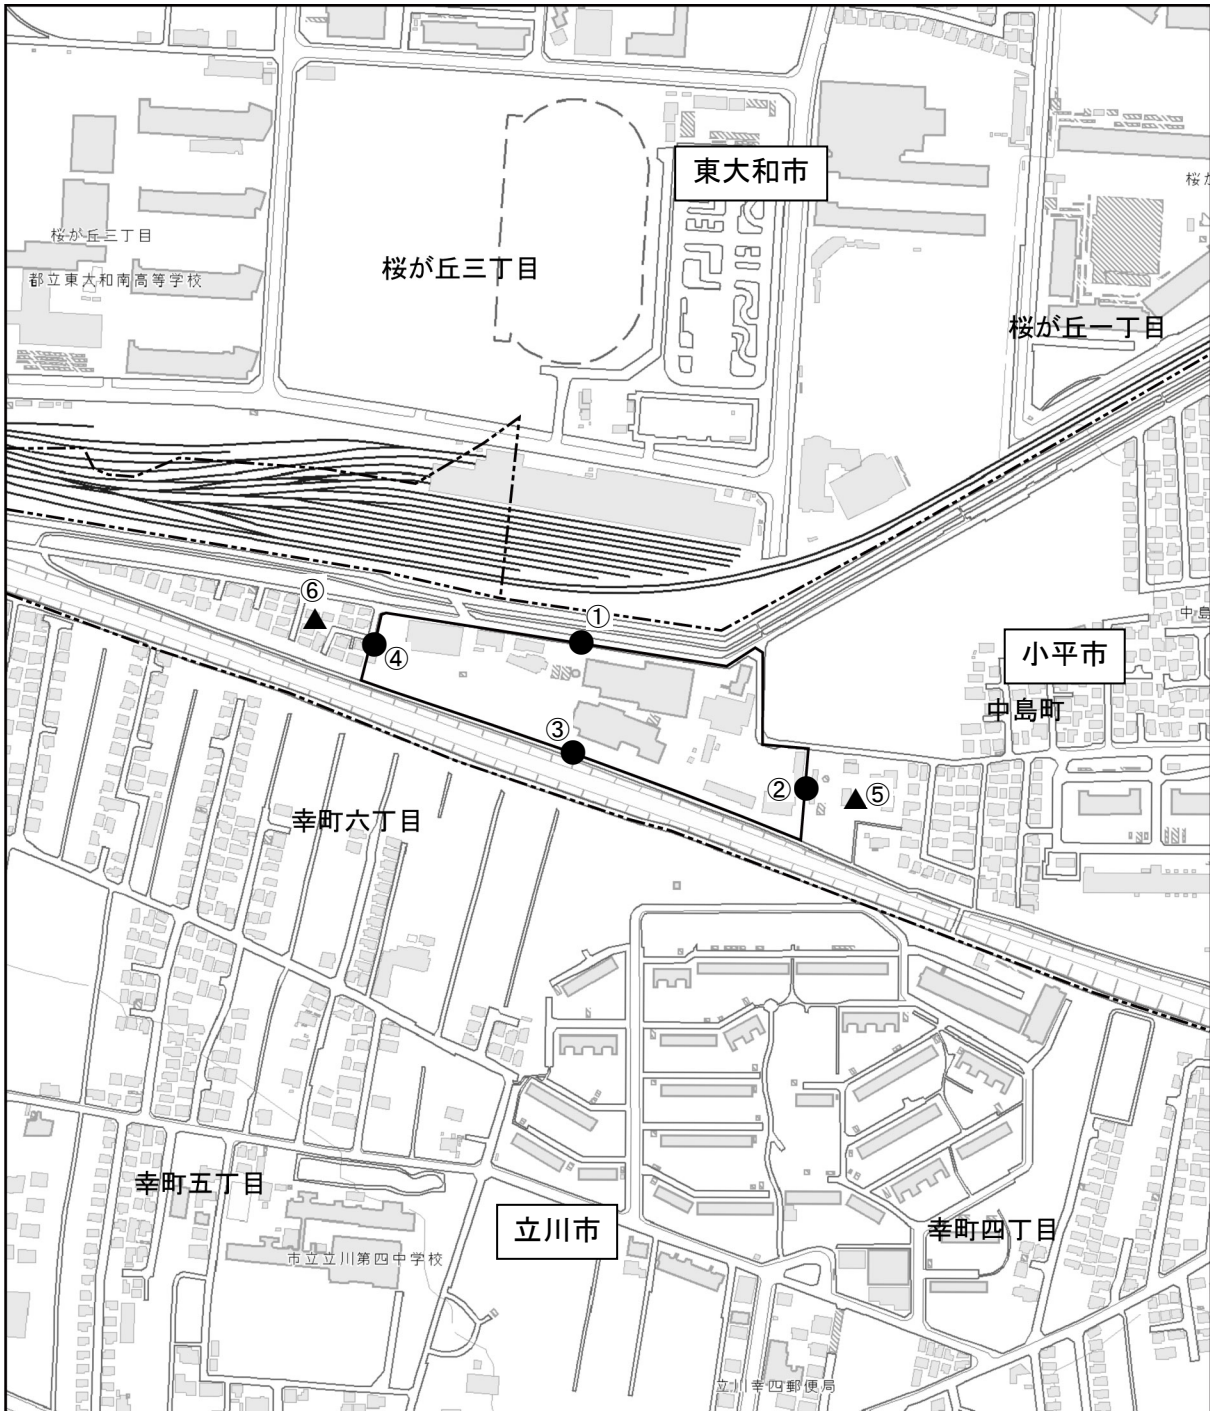 東大和市
桜が丘三丁目
都立東大和南高等学校
桜が丘三丁目
桜が丘一丁目
⑥
①
④
小平市
中島町
③
②
⑤
幸町六丁目
幸町五丁目
立川市
幸町四丁目
市立立川第四中学校
立川幸四郵便局